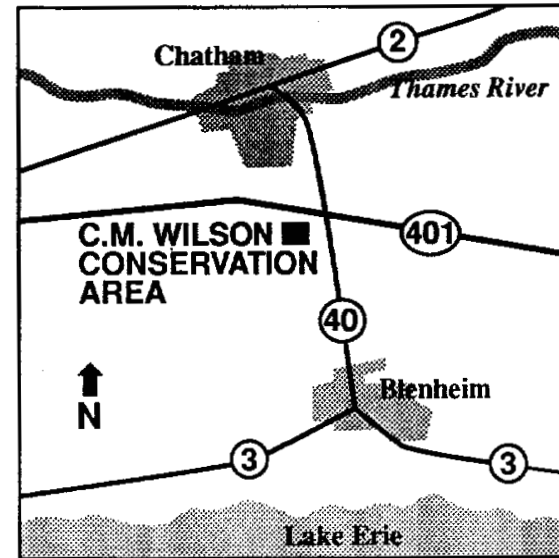 2
Chatham
Thames River
C.M. WILSON
CONSERVATION
AREA
401
40
N
Blenheim
3
3
Lake Erie